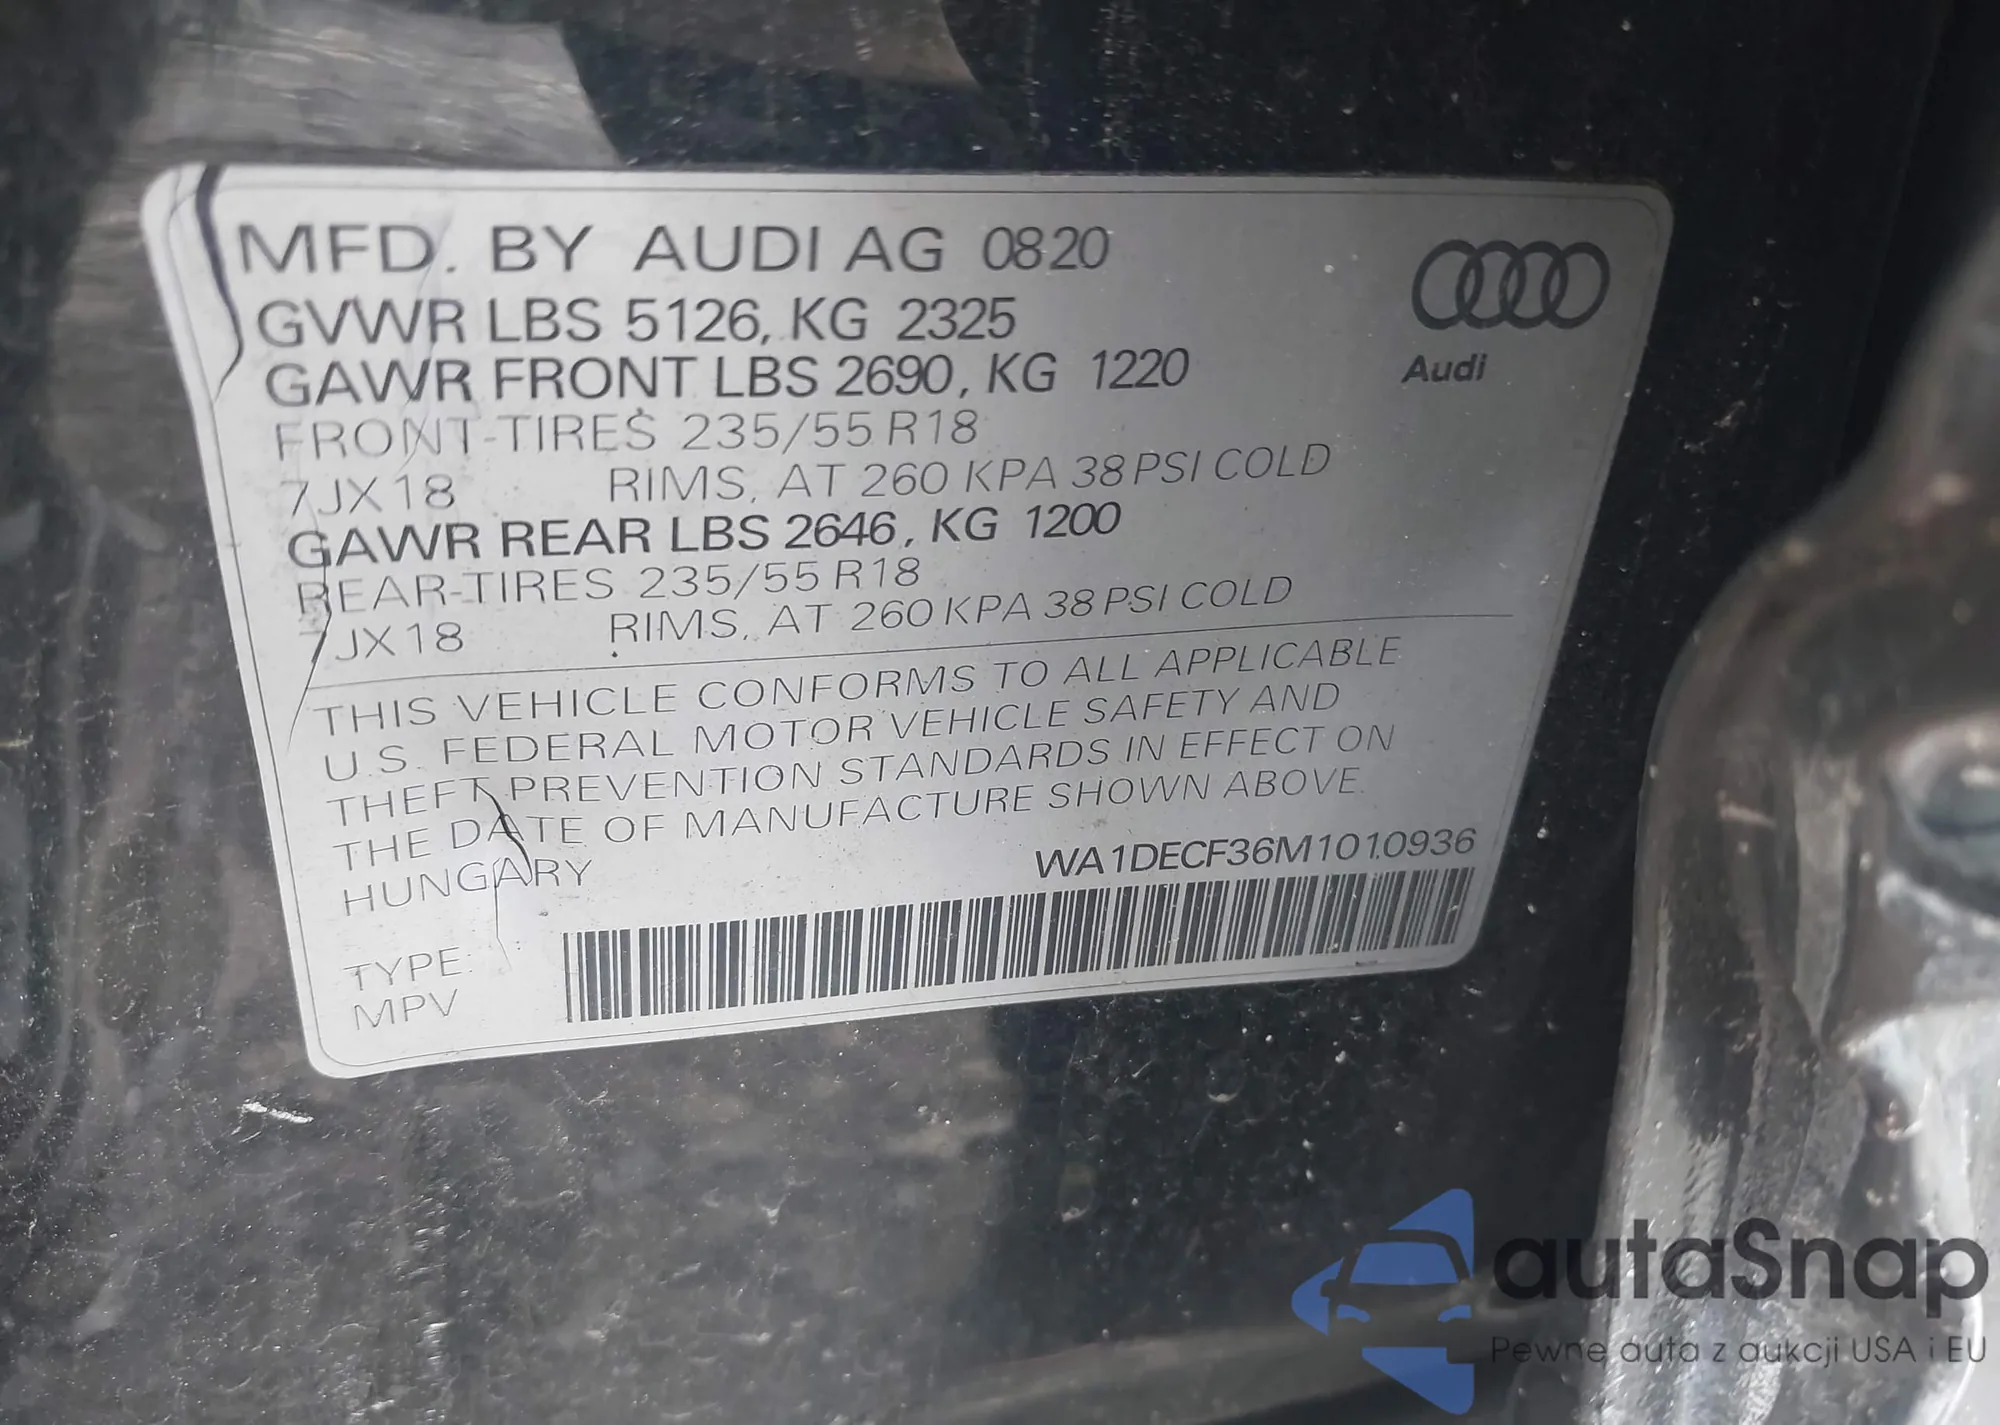 MFD. BY AUDI AG 0820
GVWR LBS 5126, KG 2325
GAWR FRONT LBS 2690, KG 1220
FRONT-TIRES 235/55 R18
7JX18 RIMS, AT 260 KPA 38 PSI COLD
GAWR REAR LBS 2646, KG 1200
REAR-TIRES 235/55 R18
7JX18 RIMS, AT 260 KPA 38 PSI COLD
Audi
THIS VEHICLE CONFORMS TO ALL APPLICABLE
U.S. FEDERAL MOTOR VEHICLE SAFETY AND
THEFT PREVENTION STANDARDS IN EFFECT ON
THE DATE OF MANUFACTURE SHOWN ABOVE.
HUNGARY
WA1DECF36M1010936
TYPE:
MPV
autaSnap
Pewne auta z aukcji USA i EU